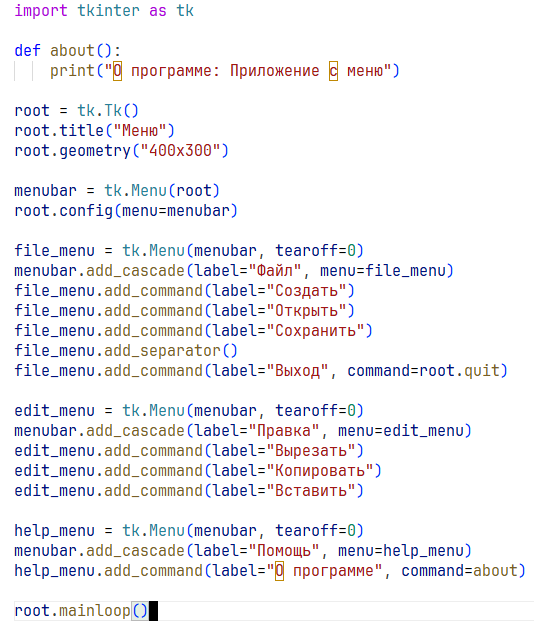 import tkinter as tk
def about():
    print("О программе: Приложение с меню")
root = tk.Tk()
root.title("Меню")
root.geometry("400x300")
menubar = tk.Menu(root)
root.config(menu=menubar)
file_menu = tk.Menu(menubar, tearoff=0)
menubar.add_cascade(label="Файл", menu=file_menu)
file_menu.add_command(label="Создать")
file_menu.add_command(label="Открыть")
file_menu.add_command(label="Сохранить")
file_menu.add_separator()
file_menu.add_command(label="Выход", command=root.quit)
edit_menu = tk.Menu(menubar, tearoff=0)
menubar.add_cascade(label="Правка", menu=edit_menu)
edit_menu.add_command(label="Вырезать")
edit_menu.add_command(label="Копировать")
edit_menu.add_command(label="Вставить")
help_menu = tk.Menu(menubar, tearoff=0)
menubar.add_cascade(label="Помощь", menu=help_menu)
help_menu.add_command(label="О программе", command=about)
root.mainloop()